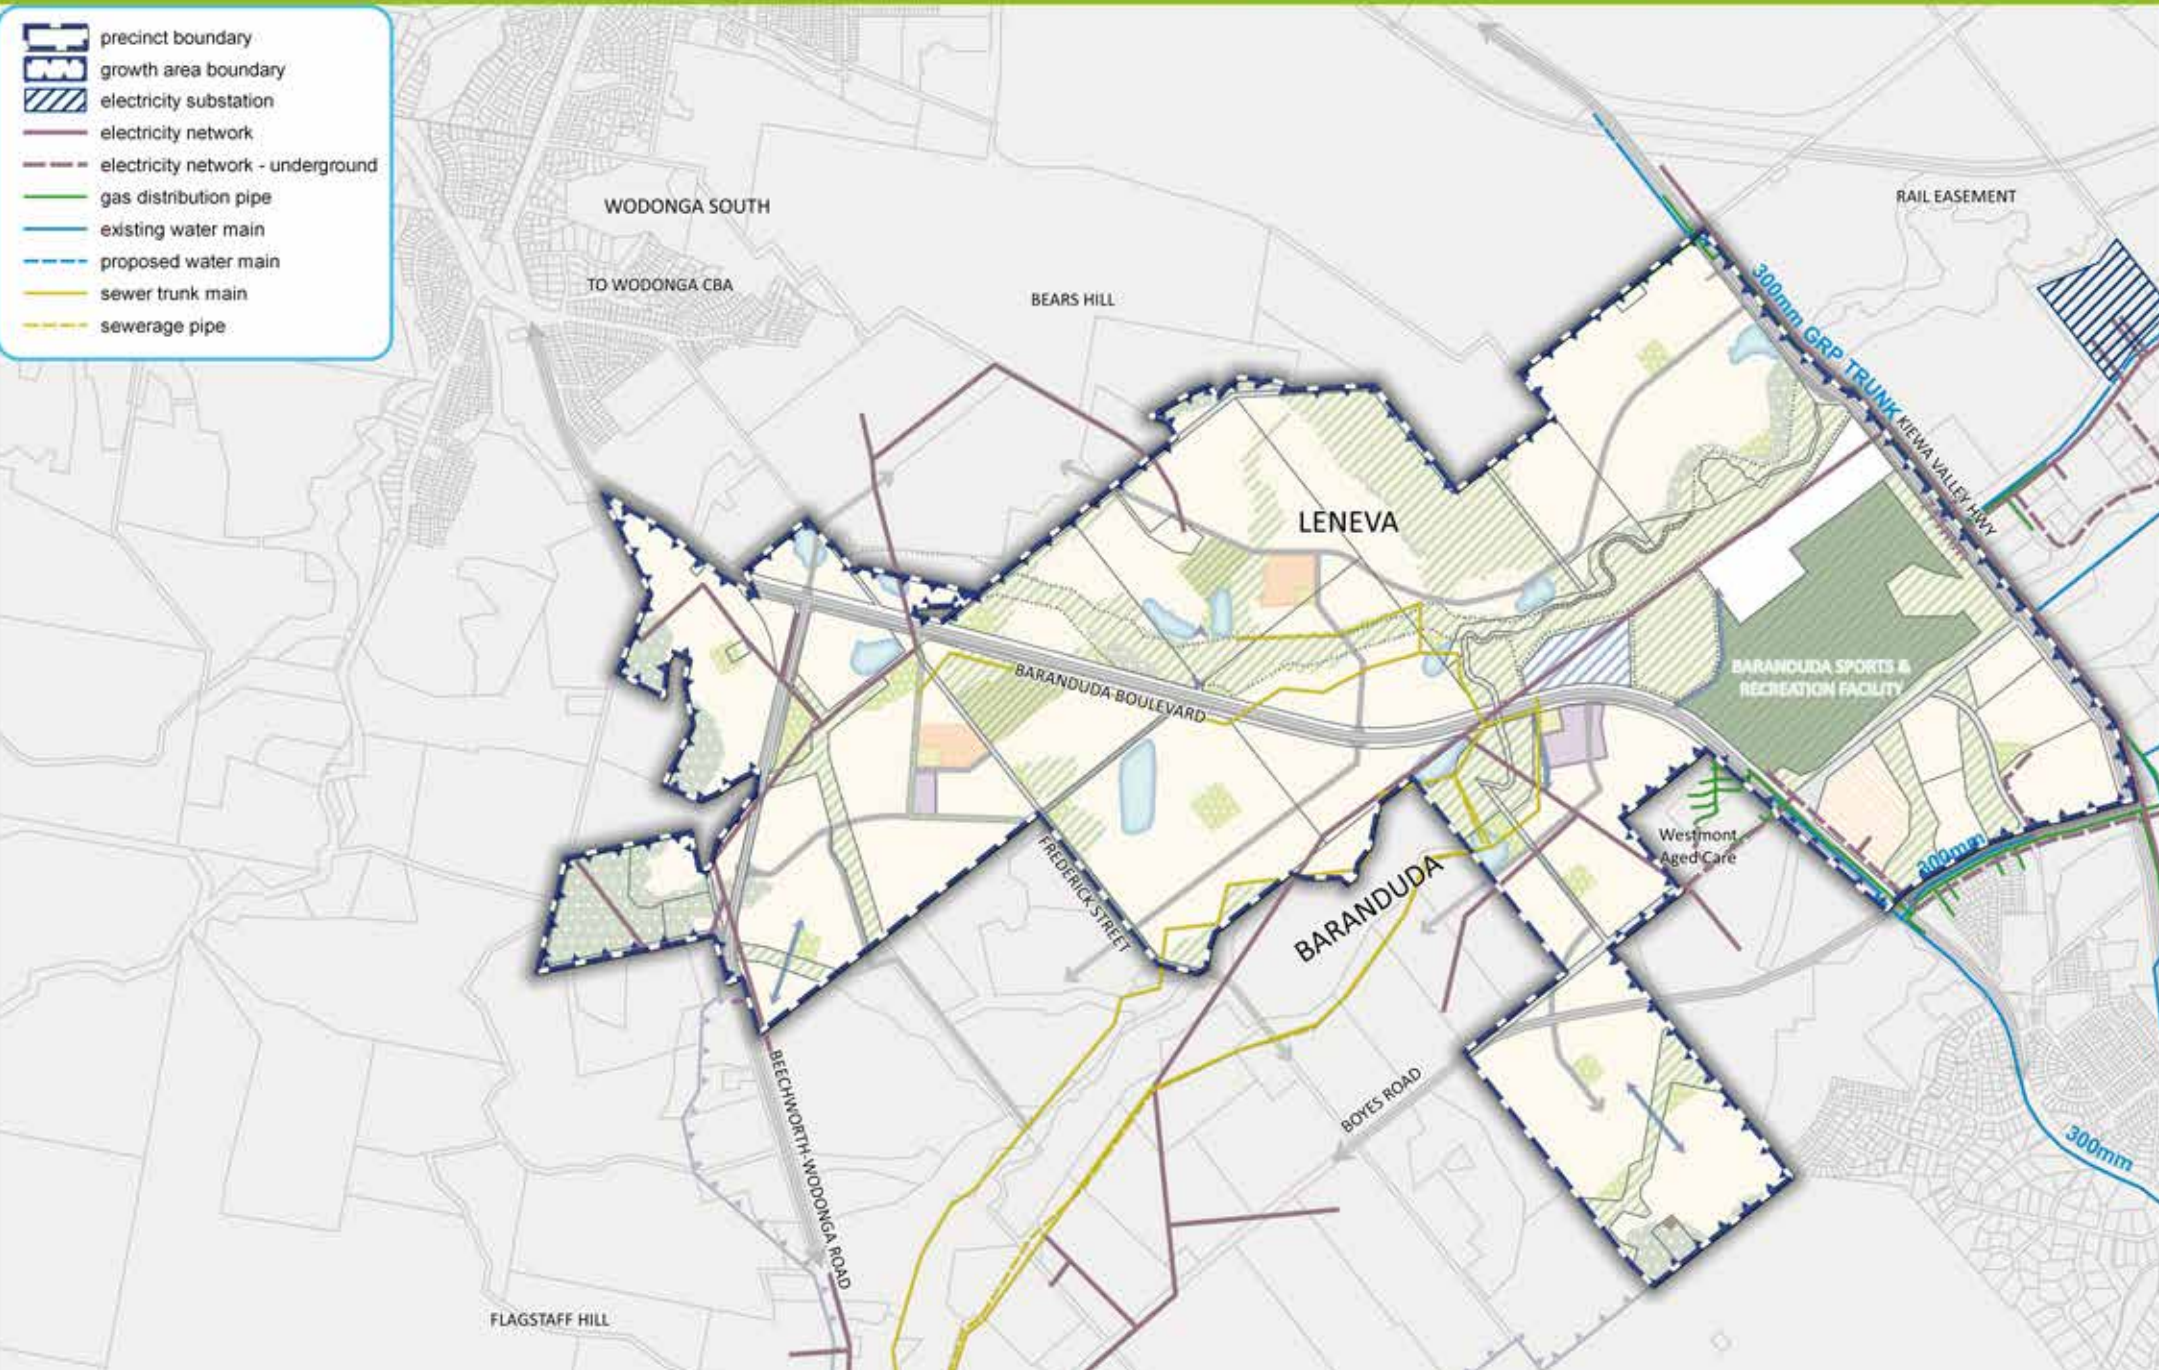 precinct boundary
growth area boundary
electricity substation
electricity network
electricity network - underground
gas distribution pipe
existing water main
proposed water main
sewer trunk main
sewerage pipe
WODONGA SOUTH
RAIL EASEMENT
TO WODONGA CBA
BEARS HILL
300mm GRP TRUNK
KIEWA VALLEY HWY
LENEVA
BARANDUDA BOULEVARD
BARANDUDA SPORTS &
RECREATION FACILITY
Westmont
Aged Care
300mm
FREDERICK STREET
BARANDUDA
BOYES ROAD
300mm
BEECHWORTH-WODONGA ROAD
FLAGSTAFF HILL